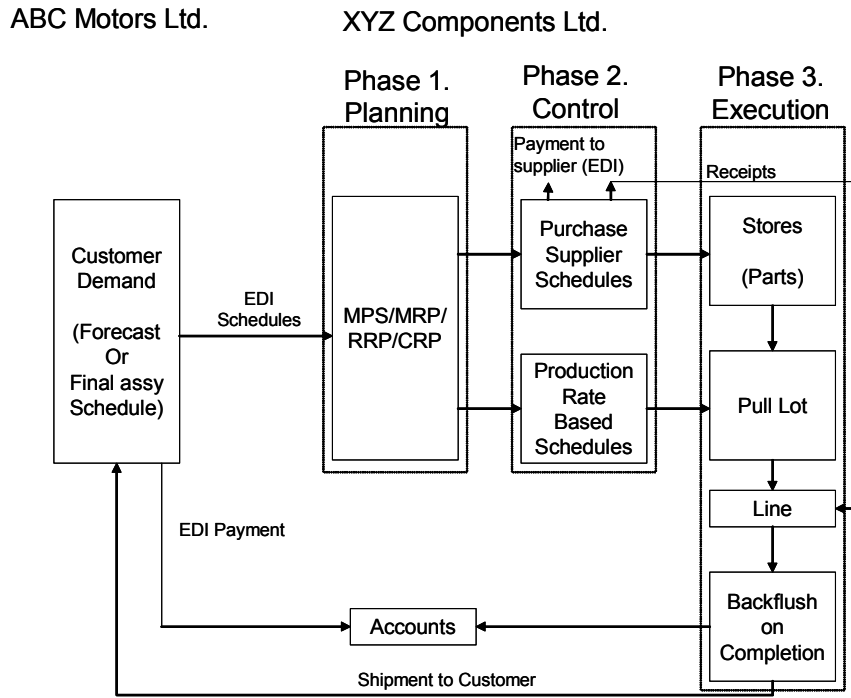 ABC Motors Ltd.
XYZ Components Ltd.
Phase 1.
Planning
Phase 2.
Control
Phase 3.
Execution
Payment to
supplier (EDI)
Receipts
Customer
Demand
(Forecast
Or
Final assy
Schedule)
EDI
Schedules
MPS/MRP/
RRP/CRP
Purchase
Supplier
Schedules
Production
Rate
Based
Schedules
Stores
(Parts)
Pull Lot
Line
Backflush
on
Completion
EDI Payment
Accounts
Shipment to Customer